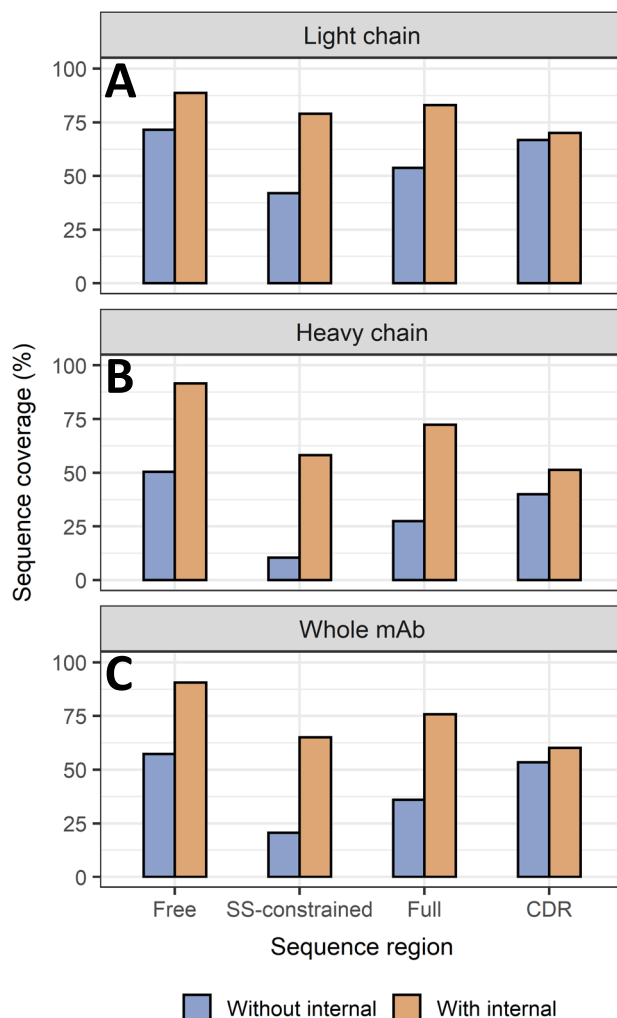 Light chain
A
100
75
50
25
0
Heavy chain
B
100
75
50
25
0
Sequence coverage (%)
Whole mAb
C
100
75
50
25
0
Free SS-constrained Full CDR
Sequence region
Without internal With internal